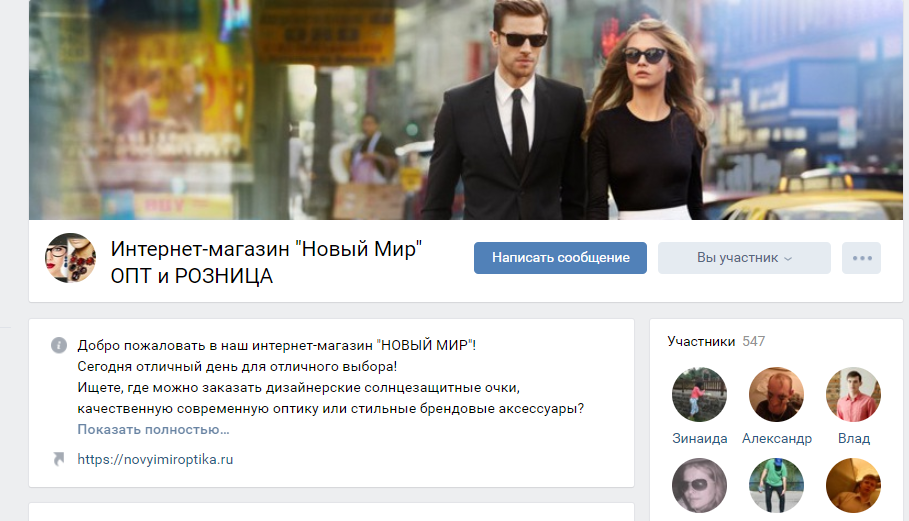 Интернет-магазин "Новый Мир"
ОПТ и РОЗНИЦА
Написать сообщение
Вы участник
Добро пожаловать в наш интернет-магазин "НОВЫЙ МИР"!
Сегодня отличный день для отличного выбора!
Ищете, где можно заказать дизайнерские солнцезащитные очки,
качественную современную оптику или стильные брендовые аксессуары?
Показать полностью…
https://novyimiroptika.ru
Участники 547
Зинаида Александр Влад